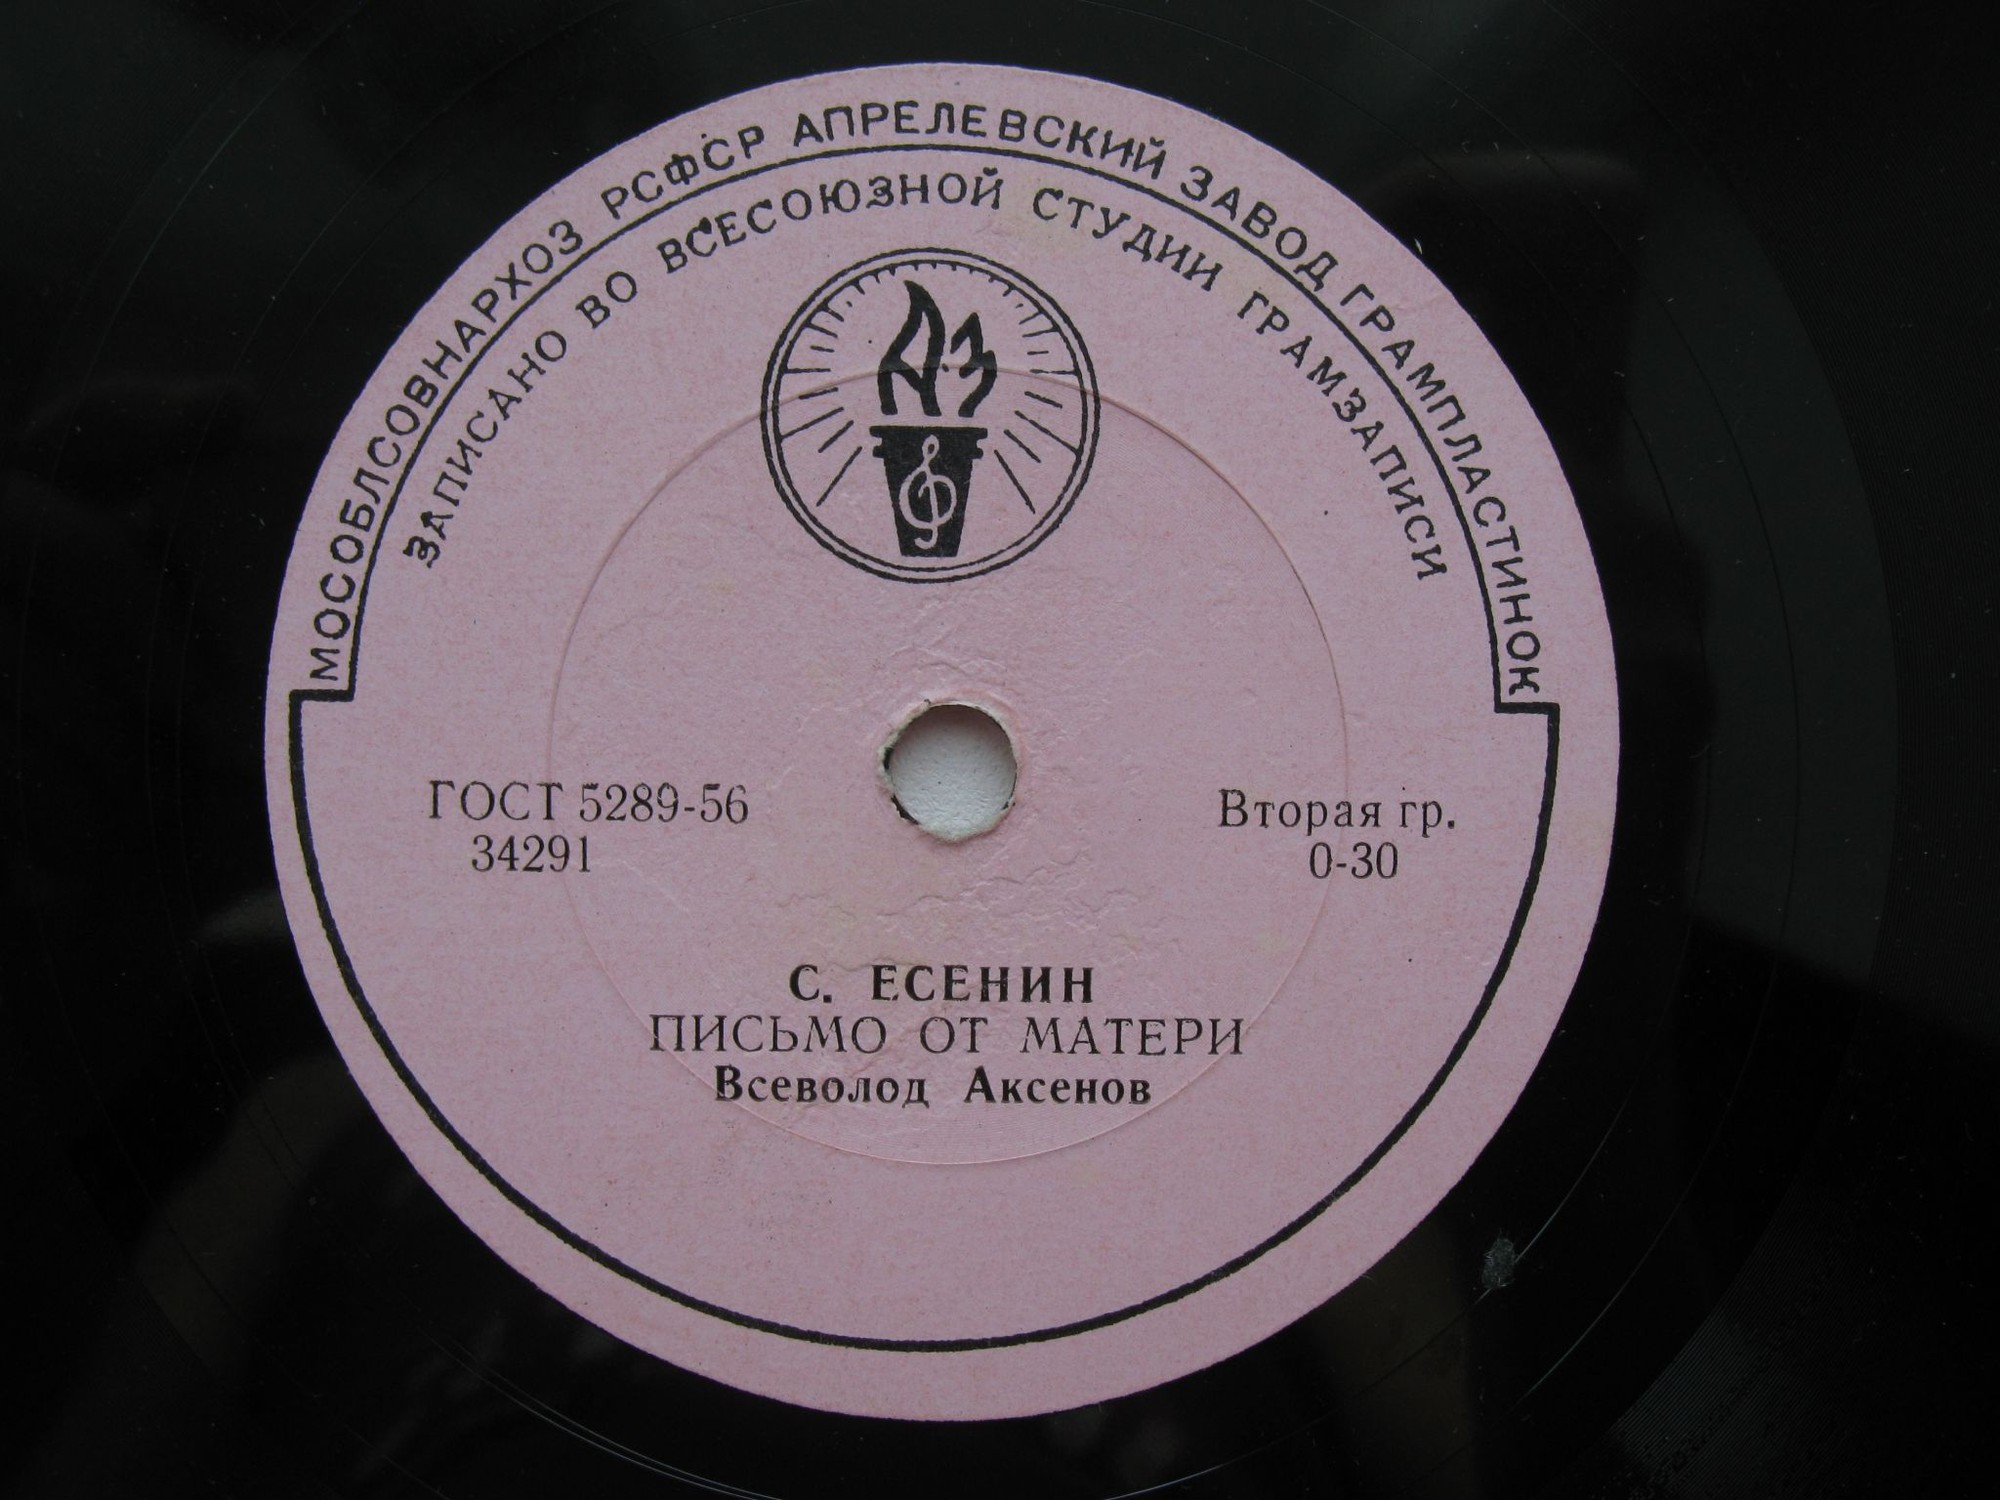 МОСОБЛСОВНАРХОЗ РСФСР АПРЕЛЕВСКИЙ ЗАВОД ГРАМПЛАСТИНОК
ЗАПИСАНО ВО ВСЕСОЮЗНОЙ СТУДИИ ГРАМЗАПИСИ
АЗ
ГОСТ 5289-56
34291
Вторая гр.
0-30
С. ЕСЕНИН
ПИСЬМО ОТ МАТЕРИ
Всеволод Аксенов